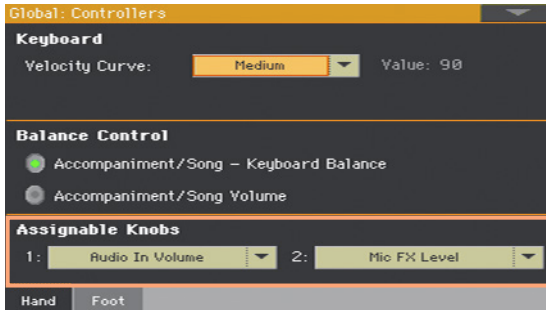 Global: Controllers
Keyboard
Velocity Curve: Medium Value: 90
Balance Control
Accompaniment/Song - Keyboard Balance
Accompaniment/Song Volume
Assignable Knobs
1: Audio In Volume 2: Mic FX Level
Hand Foot